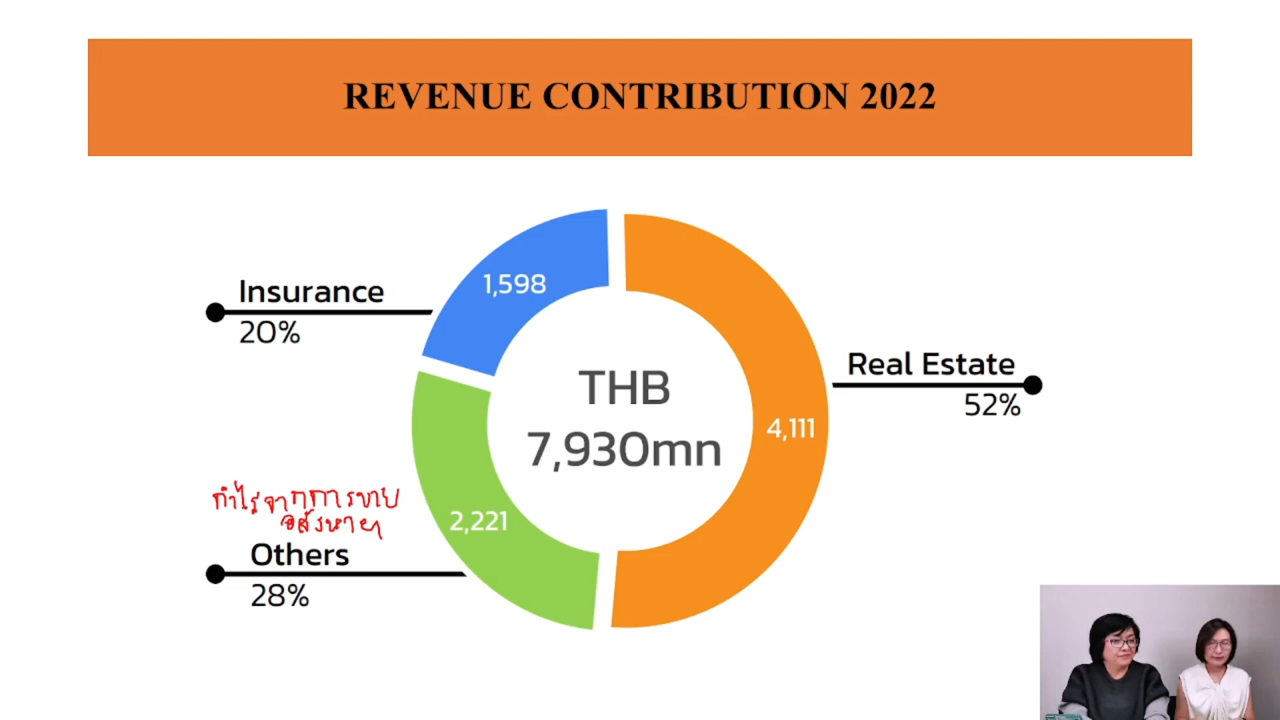 REVENUE CONTRIBUTION 2022
Insurance
20%
1,598
THB
7,930mn
Real Estate
52%
4,111
กำไรจากการขาย
อสังหาฯ
2,221
Others
28%